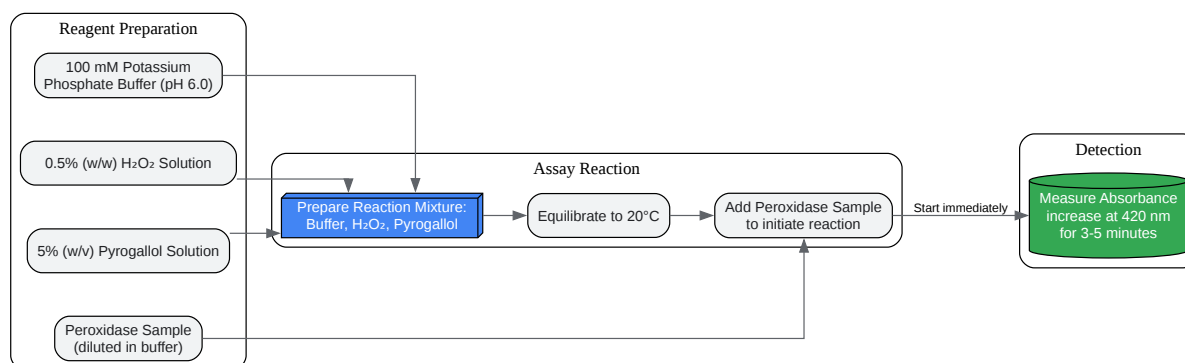 Reagent Preparation
100 mM Potassium
Phosphate Buffer (pH 6.0)
0.5% (w/w) H₂O₂ Solution
5% (w/v) Pyrogallol Solution
Peroxidase Sample
(diluted in buffer)
Assay Reaction
Prepare Reaction Mixture:
Buffer, H₂O₂, Pyrogallol
Equilibrate to 20°C
Add Peroxidase Sample
to initiate reaction
Start immediately
Detection
Measure Absorbance
increase at 420 nm
for 3-5 minutes